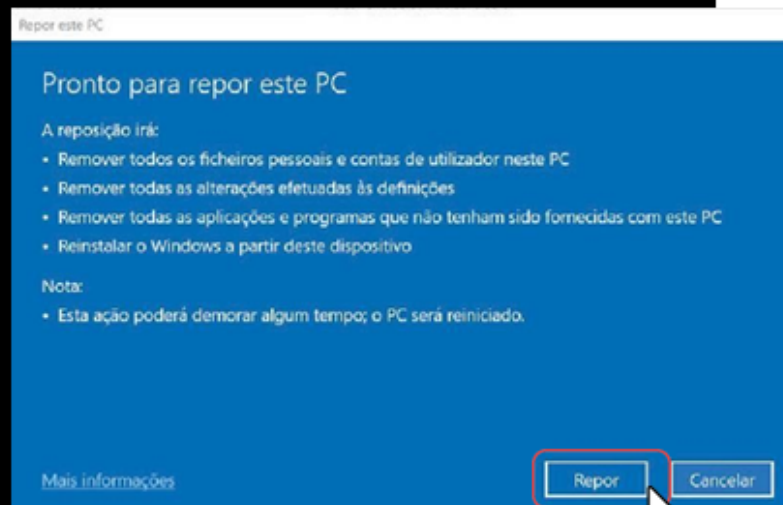 Repor este PC
Pronto para repor este PC
A reposição irá:
• Remover todos os ficheiros pessoais e contas de utilizador neste PC
• Remover todas as alterações efetuadas às definições
• Remover todas as aplicações e programas que não tenham sido fornecidas com este PC
• Reinstalar o Windows a partir deste dispositivo
Nota:
• Esta ação poderá demorar algum tempo; o PC será reiniciado.
Mais informações
Repor
Cancelar